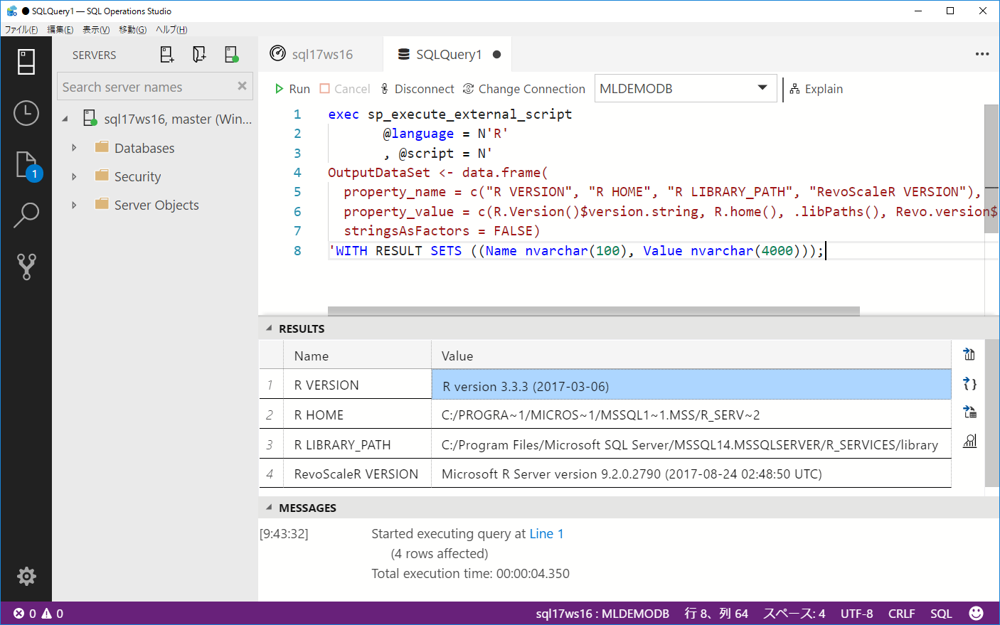 SQLQuery1 — SQL Operations Studio
ファイル(F) 編集(E) 表示(V) 移動(G) ヘルプ(H)
SERVERS
Search server names
sql17ws16, master (Win...
Databases
Security
Server Objects
1
sql17ws16
SQLQuery1
Run Cancel Disconnect Change Connection MLDEMODB Explain
1 exec sp_execute_external_script
2 @language = N'R'
3 , @script = N'
4 OutputDataSet <- data.frame(
5 property_name = c("R VERSION", "R HOME", "R LIBRARY_PATH", "RevoScaleR VERSION"),
6 property_value = c(R.Version()$version.string, R.home(), .libPaths(), Revo.version$
7 stringsAsFactors = FALSE)
8 'WITH RESULT SETS ((Name nvarchar(100), Value nvarchar(4000)));
RESULTS
Name Value
1 R VERSION R version 3.3.3 (2017-03-06)
2 R HOME C:/PROGRA~1/MICROS~1/MSSQL1~1.MSS/R_SERV~2
3 R LIBRARY_PATH C:/Program Files/Microsoft SQL Server/MSSQL14.MSSQLSERVER/R_SERVICES/library
4 RevoScaleR VERSION Microsoft R Server version 9.2.0.2790 (2017-08-24 02:48:50 UTC)
MESSAGES
[9:43:32] Started executing query at Line 1
(4 rows affected)
Total execution time: 00:00:04.350
0 0 sql17ws16 : MLDEMODB 行 8、列 64 スペース: 4 UTF-8 CRLF SQL